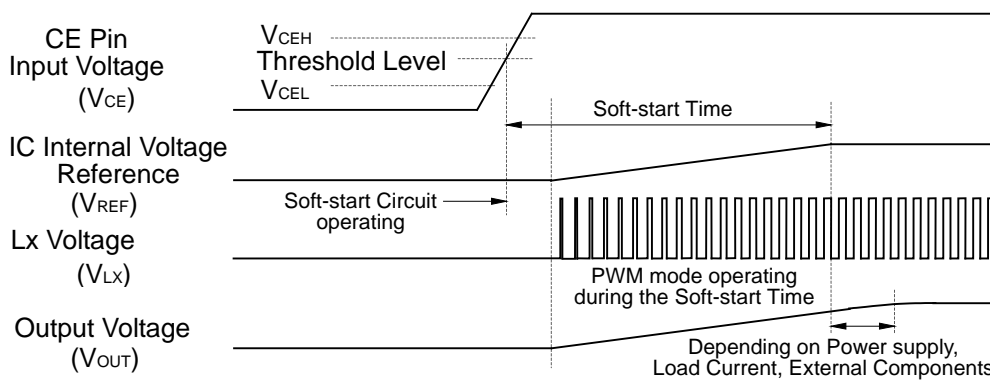 CE Pin
Input Voltage
(VCE)
VCEH
Threshold Level
VCEL
Soft-start Time
IC Internal Voltage
Reference
(VREF)
Soft-start Circuit
operating
Lx Voltage
(VLX)
PWM mode operating
during the Soft-start Time
Output Voltage
(VOUT)
Depending on Power supply,
Load Current, External Components